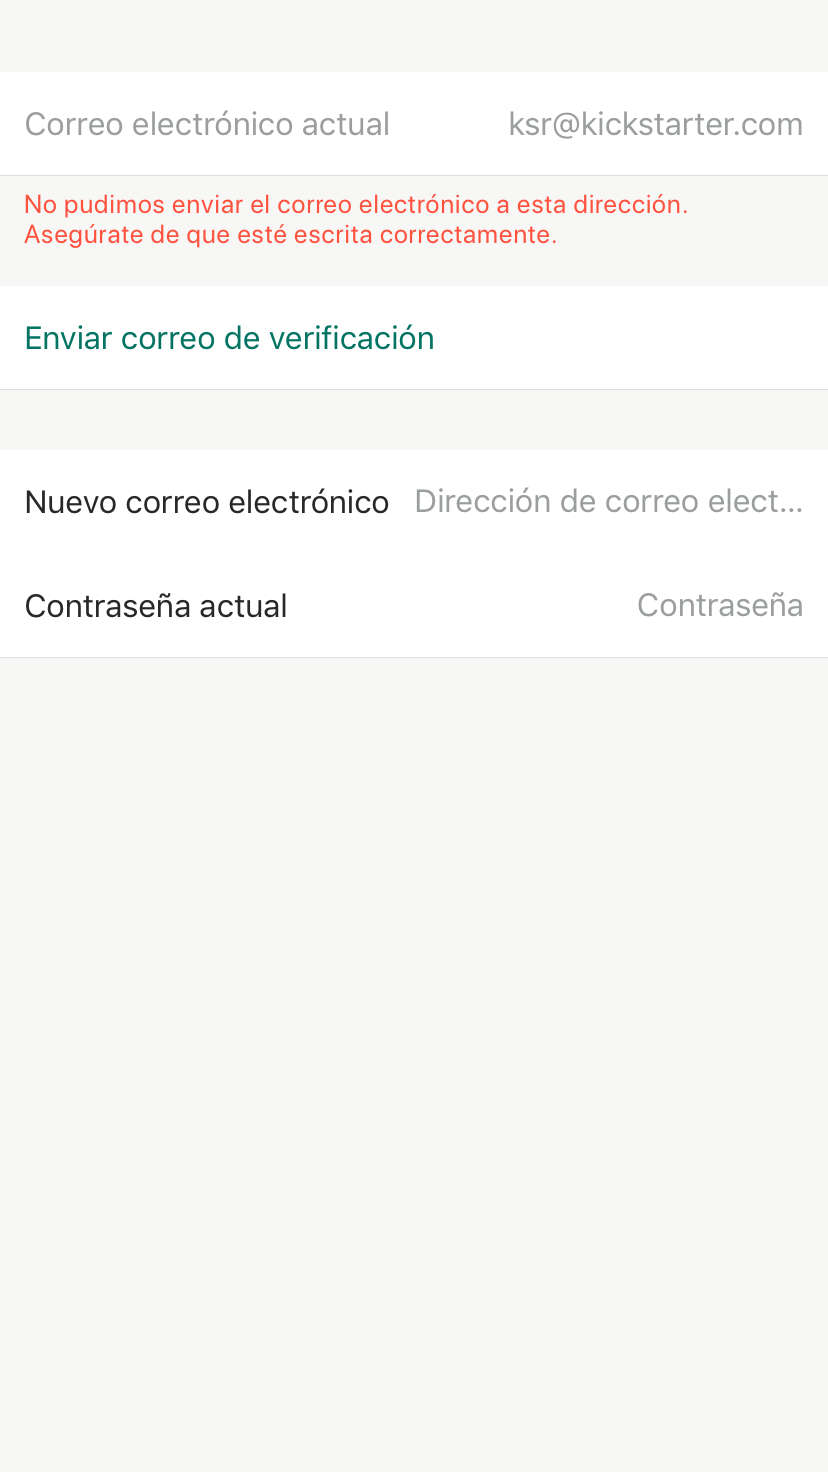 Correo electrónico actual ksr@kickstarter.com
No pudimos enviar el correo electrónico a esta dirección.
Asegúrate de que esté escrita correctamente.
Enviar correo de verificación
Nuevo correo electrónico Dirección de correo elect...
Contraseña actual Contraseña